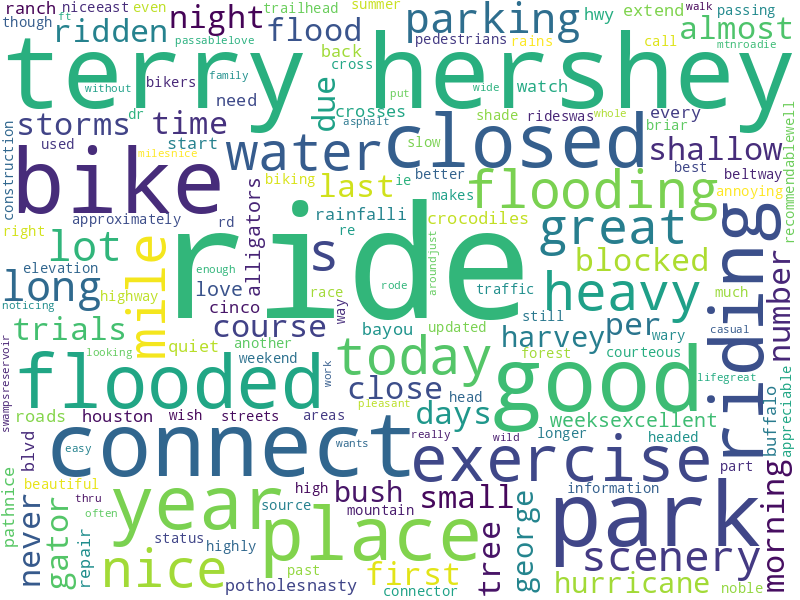 ranch niceeast even summer trailhead parking hwy extend passing walk
though ft night flood pedestrians rains call almost
ridden passablelove back mtnroadie
terry hershey
without bikers family cross put wide watch
storms time due need crosses dr asphalt shade rideswas every
construction used start milesnice slow briar
bike water closed shallow
biking last ie better best beltway
approximately alligators rainfalli makes flooding annoying recommendablewell
right rd re crocodiles great
lot mile s ride riding
elevation love enough race way rode aroundjust traffic blocked much
long highway cinco heavy number
noticing course bayou updated still wary casual
trials another harvey per
looking quiet weekend today forest courteous
swampsreservoir flooded work close head good lifegreat
roads houston wish streets areas pleasant days longer weeksexcellent headed buffalo appreciable
blvd easy connect wants really wild exercise part
pathnice beautiful thru year source high bush small information park morning
never gator often status place mountain tree george scenery
repair nice highly past first hurricane noble
potholesnasty connector